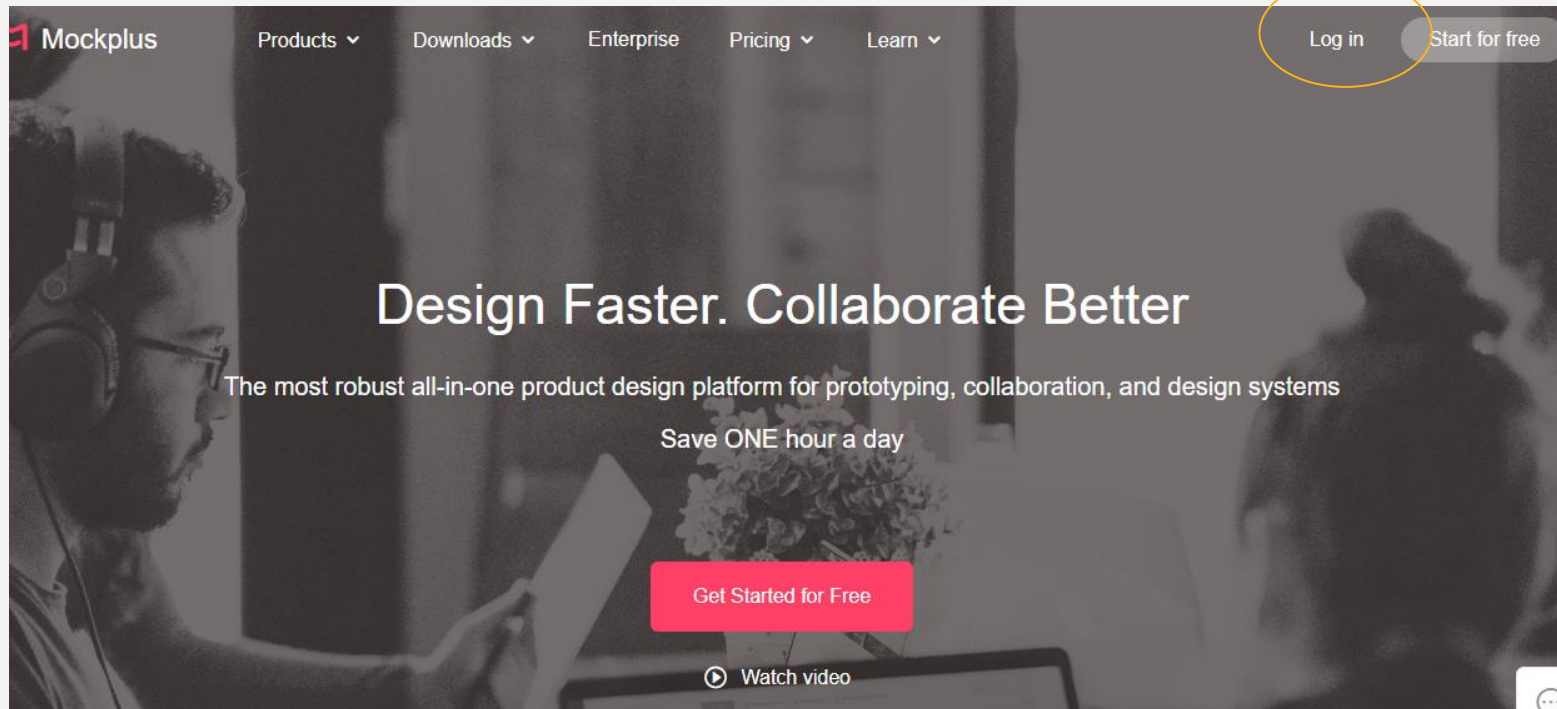 Mockplus Products Downloads Enterprise Pricing Learn Log in Start for free
Design Faster. Collaborate Better
The most robust all-in-one product design platform for prototyping, collaboration, and design systems
Save ONE hour a day
Get Started for Free
Watch video